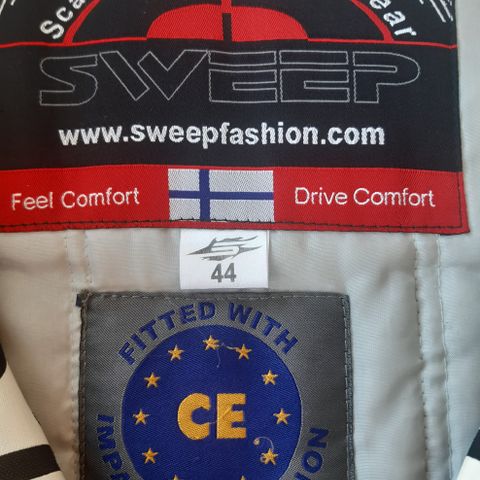 SWEEP
www.sweepfashion.com
Feel Comfort Drive Comfort
44
FITTED WITH
CE